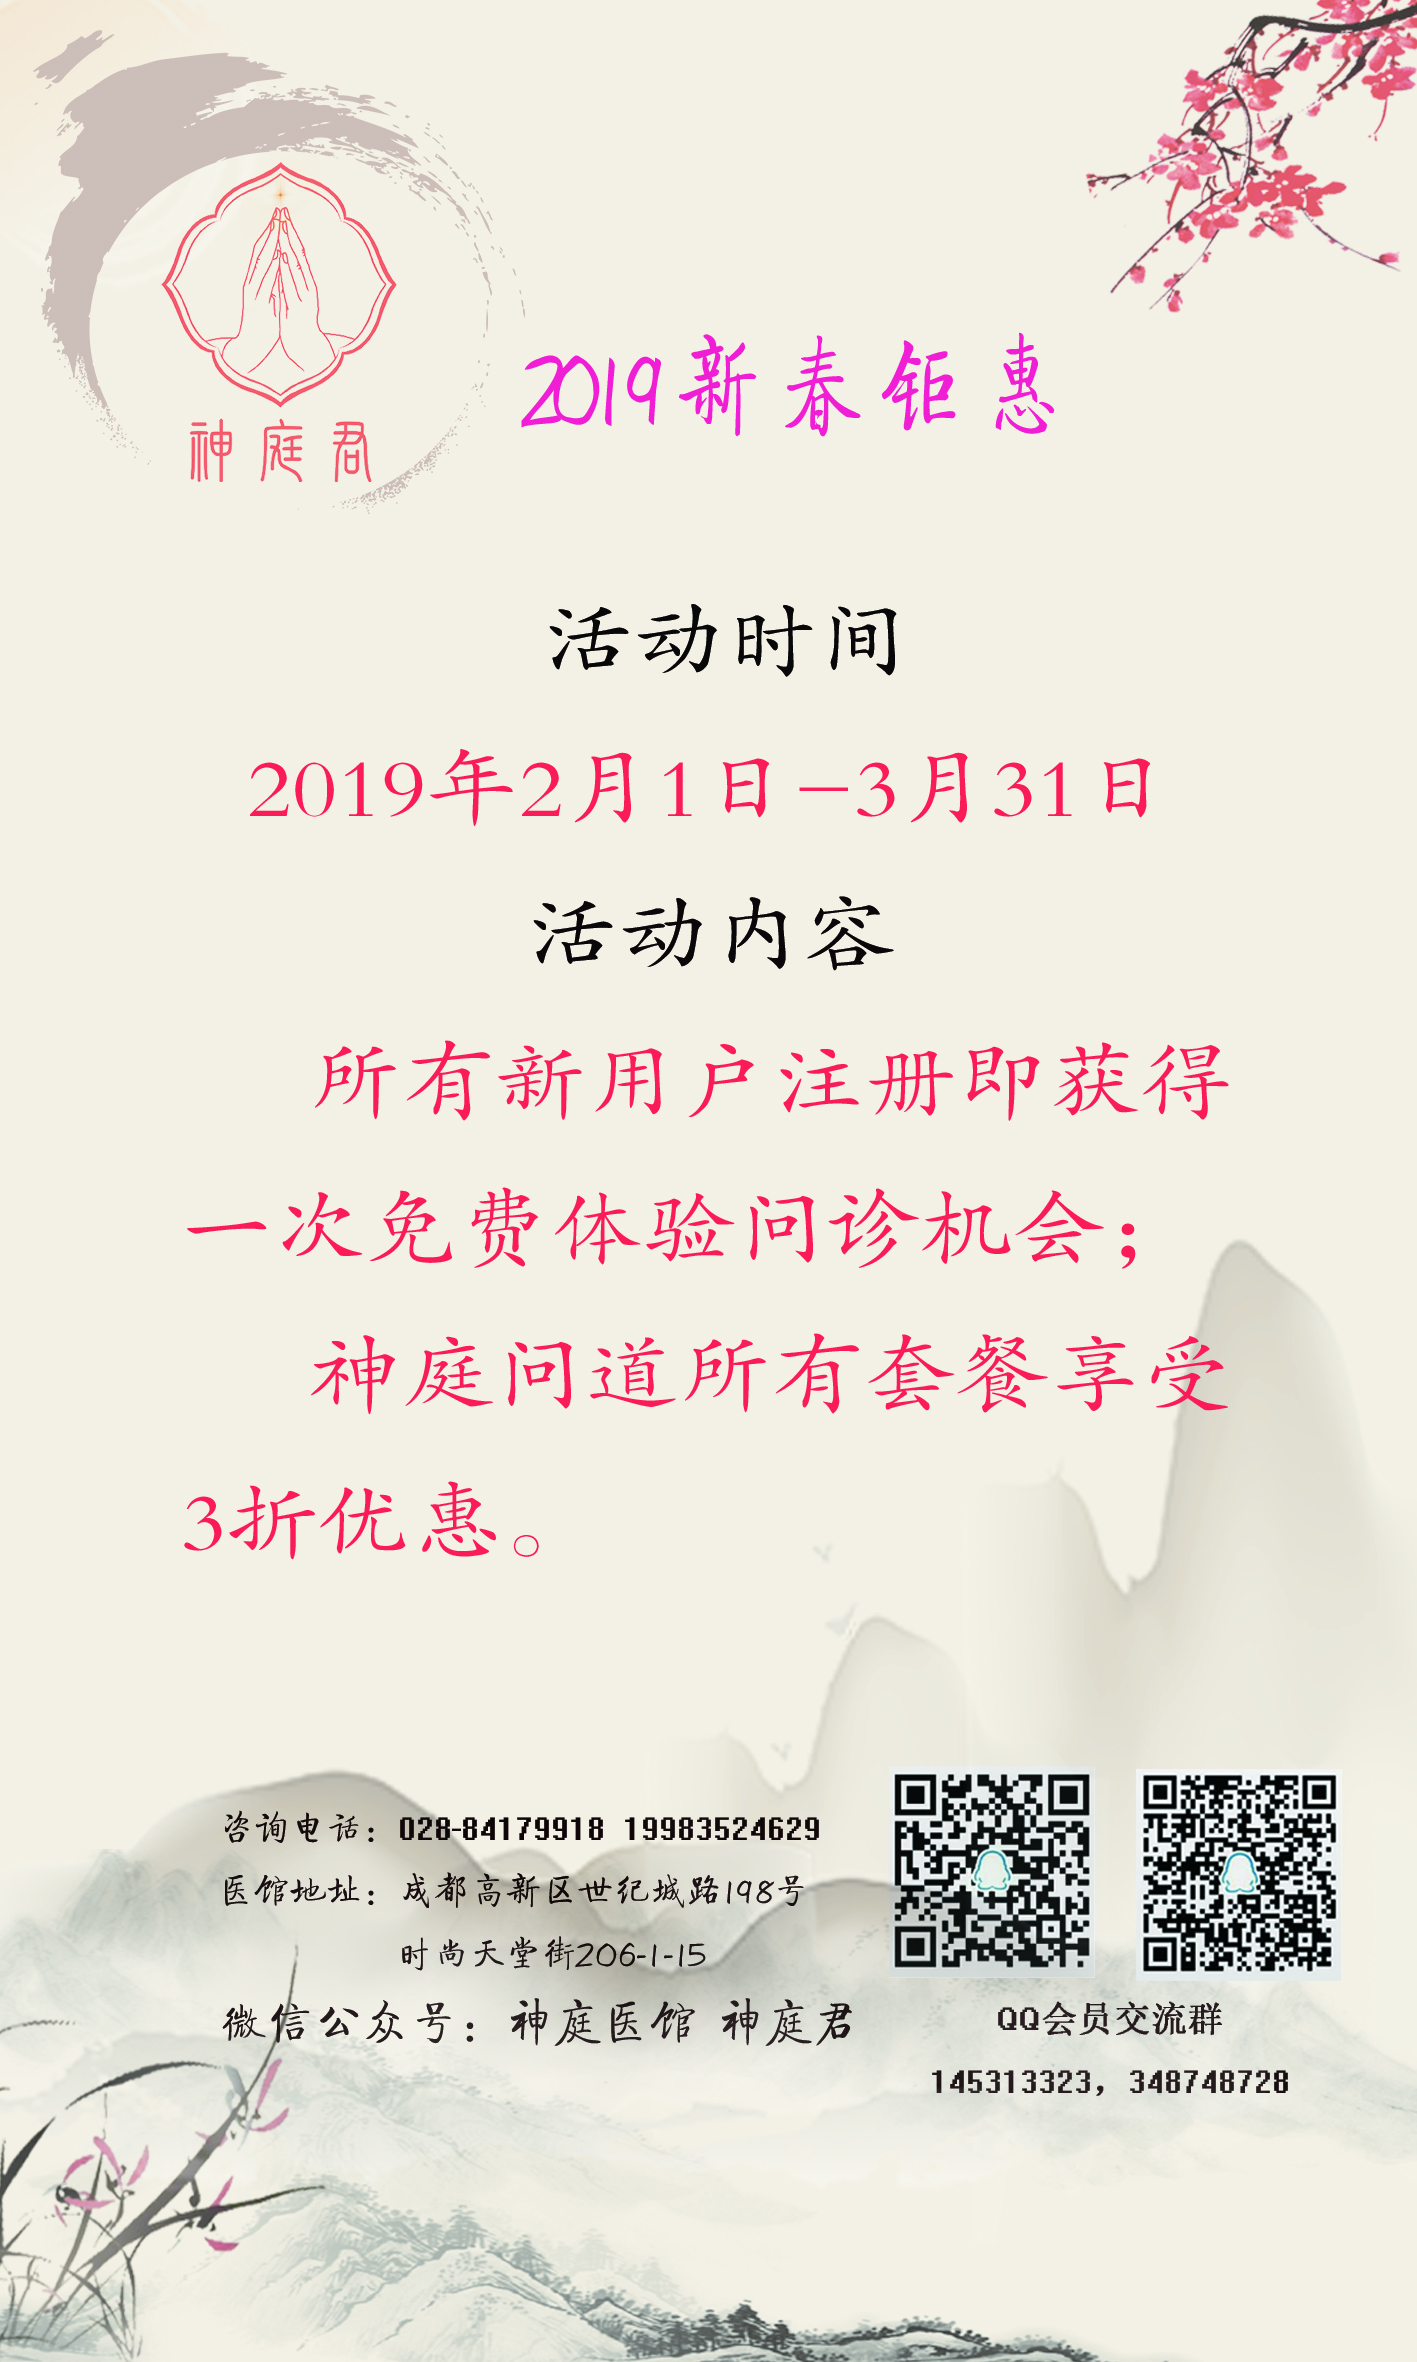 神庭君
2019新春钜惠
活动时间
2019年2月1日-3月31日
活动内容
所有新用户注册即获得
一次免费体验问诊机会；
神庭问道所有套餐享受
3折优惠。
咨询电话：028-84179918 19983524629
医馆地址：成都高新区世纪城路198号
时尚天堂街206-1-15
微信公众号：神庭医馆 神庭君
QQ会员交流群
145313323，348748728